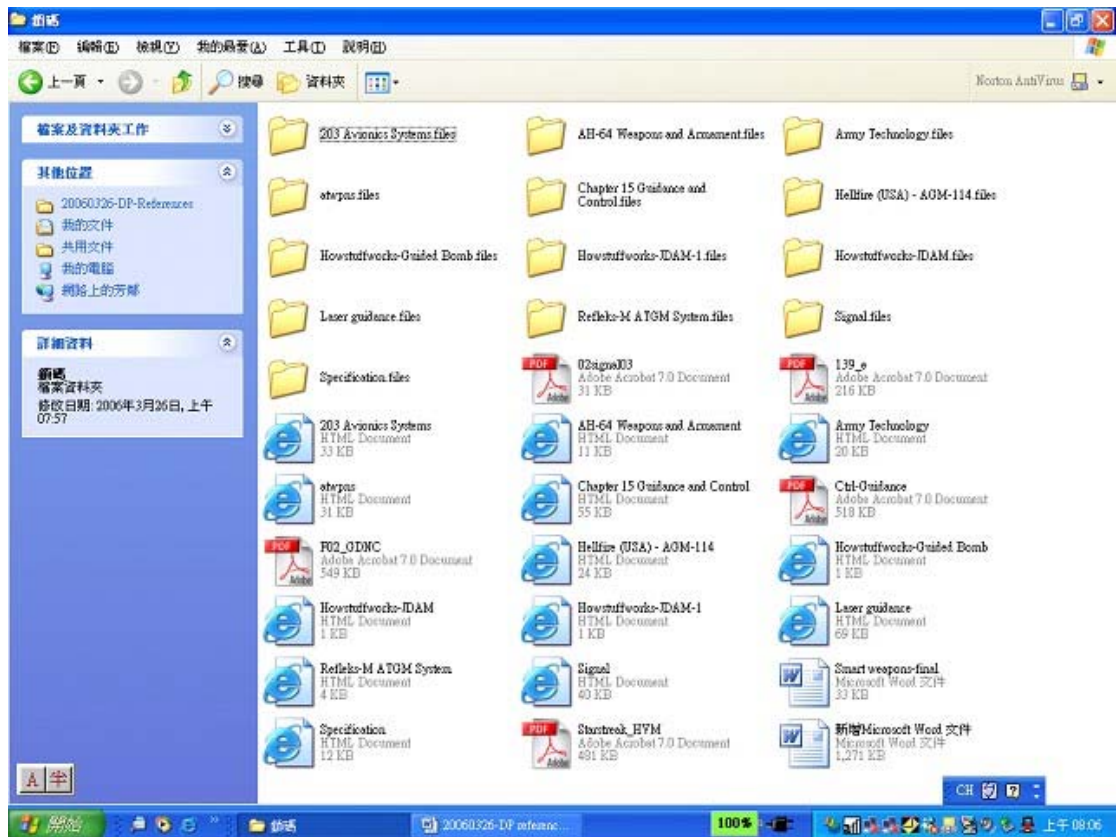 檔案(F) 編輯(E) 檢視(V) 我的最愛(A) 工具(T) 說明(H)
上一頁 搜尋 資料夾
Norton AntiVirus
檔案及資料夾工作
其他位置
20060326-DP-References
我的文件
共用文件
我的電腦
網路上的芳鄰
詳細資料
檔案資料夾
修改日期: 2006年3月26日, 上午
07:57
203 Avionics Systems.files
AH-64 Weapons and Armament.files
Army Technology.files
atwpns.files
Chapter 15 Guidance and
Control.files
Hellfire (USA) - AGM-114.files
Howstuffworks-Guided Bomb.files
Howstuffworks-JDAM-1.files
Howstuffworks-JDAM.files
Laser guidance.files
Refleks-M ATGM System.files
Signal.files
Specification.files
02signal03
Adobe Acrobat 7.0 Document
31 KB
139_e
Adobe Acrobat 7.0 Document
216 KB
203 Avionics Systems
HTML Document
33 KB
AH-64 Weapons and Armament
HTML Document
11 KB
Army Technology
HTML Document
20 KB
atwpns
HTML Document
31 KB
Chapter 15 Guidance and Control
HTML Document
55 KB
Ctrl-Guidance
Adobe Acrobat 7.0 Document
518 KB
F02_GDNC
Adobe Acrobat 7.0 Document
549 KB
Hellfire (USA) - AGM-114
HTML Document
24 KB
Howstuffworks-Guided Bomb
HTML Document
1 KB
Howstuffworks-JDAM
HTML Document
1 KB
Howstuffworks-JDAM-1
HTML Document
1 KB
Laser guidance
HTML Document
69 KB
Refleks-M ATGM System
HTML Document
4 KB
Signal
HTML Document
40 KB
Smart weapons-final
Microsoft Word 文件
33 KB
Specification
HTML Document
12 KB
Starstreak_HVM
Adobe Acrobat 7.0 Document
491 KB
新增Microsoft Word 文件
Microsoft Word 文件
1,271 KB
A 半
CH
開始
20060326-DP referenc...
100%
上午 08:06